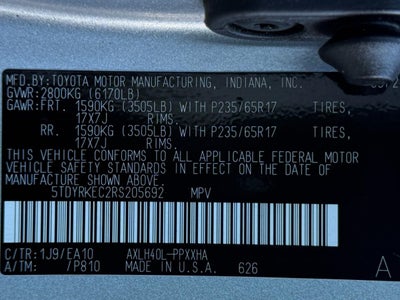 MFD.BY:TOYOTA MOTOR MANUFACTURING, INDIANA, INC.
GVWR:2800KG (6170LB)
GAWR:FRT. 1590KG (3505LB) WITH P235/65R17 TIRES,
17X7J RIMS.
RR. 1590KG (3505LB) WITH P235/65R17 TIRES,
17X7J RIMS.
THIS VEHICLE CONFORMS TO ALL APPLICABLE FEDERAL MOTOR
VEHICLE SAFETY STANDARDS IN EFFECT ON THE DATE OF
MANUFACTURE SHOWN ABOVE.
5TDYRKEC2RS205692 MPV
C/TR:1J9/EA10 AXLH40L-PPXXHA
A/TM: /P810 MADE IN U.S.A. 626
A